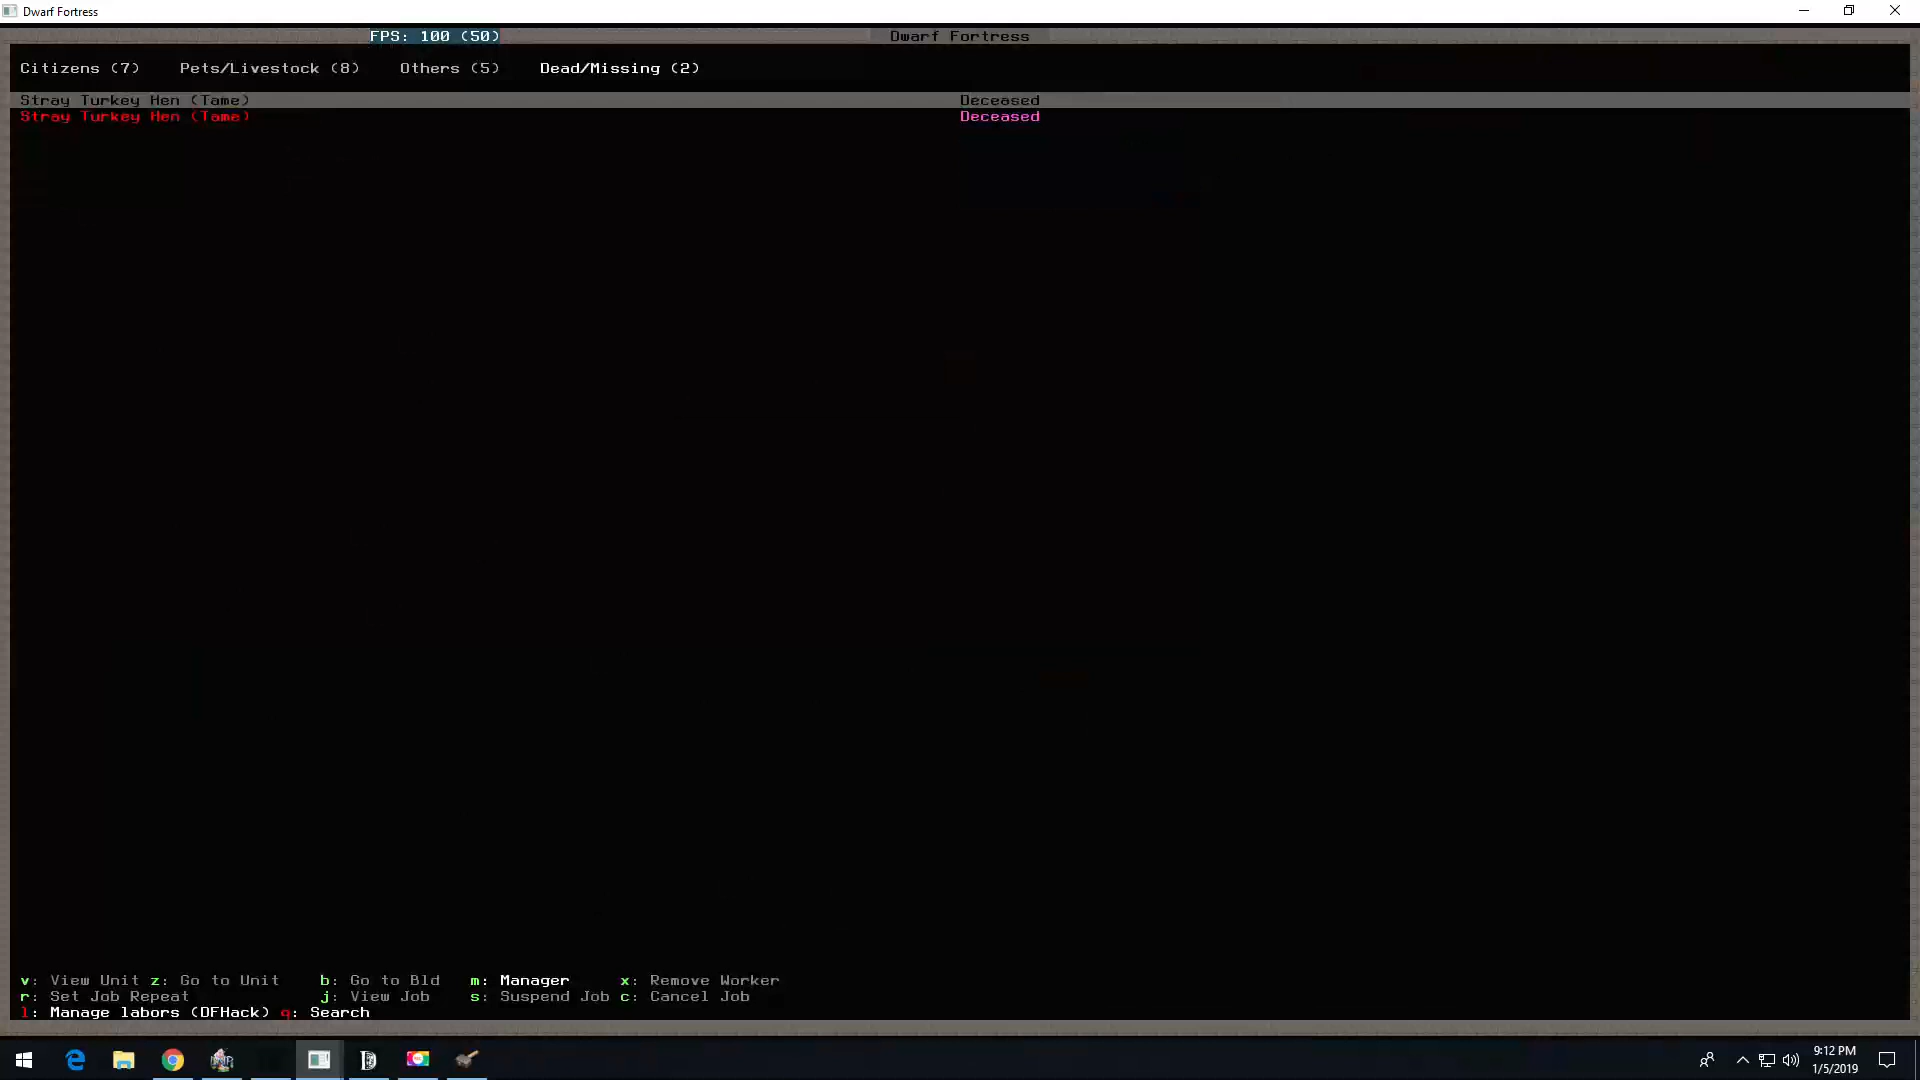 Dwarf Fortress
FPS: 100 (50) Dwarf Fortress
Citizens (7) Pets/Livestock (8) Others (5) Dead/Missing (2)
Stray Turkey Hen (Tame) Deceased
Stray Turkey Hen (Tame) Deceased
v: View Unit z: Go to Unit b: Go to Bld m: Manager x: Remove Worker
r: Set Job Repeat j: View Job s: Suspend Job c: Cancel Job
l: Manage labors (DFHack) q: Search
9:12 PM
1/5/2019